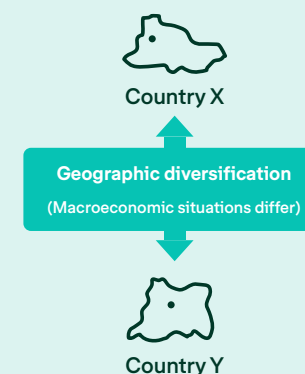 Country X
Geographic diversification
(Macroeconomic situations differ)
Country Y